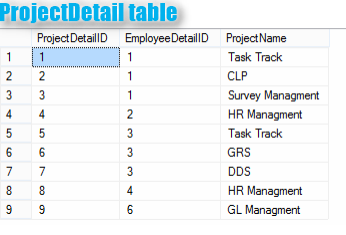 ProjectDetail table
ProjectDetailID EmployeeDetailID ProjectName
1 1 1 Task Track
2 2 1 CLP
3 3 1 Survey Managment
4 4 2 HR Managment
5 5 3 Task Track
6 6 3 GRS
7 7 3 DDS
8 8 4 HR Managment
9 9 6 GL Managment